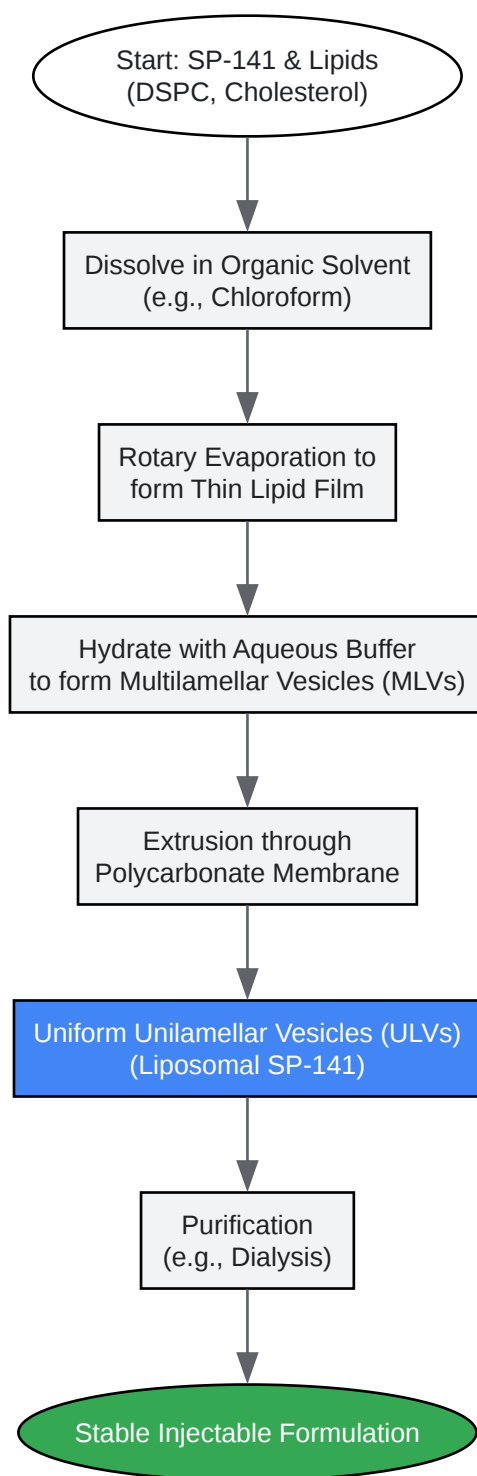 Start: SP-141 & Lipids
(DSPC, Cholesterol)
Dissolve in Organic Solvent
(e.g., Chloroform)
Rotary Evaporation to
form Thin Lipid Film
Hydrate with Aqueous Buffer
to form Multilamellar Vesicles (MLVs)
Extrusion through
Polycarbonate Membrane
Uniform Unilamellar Vesicles (ULVs)
(Liposomal SP-141)
Purification
(e.g., Dialysis)
Stable Injectable Formulation